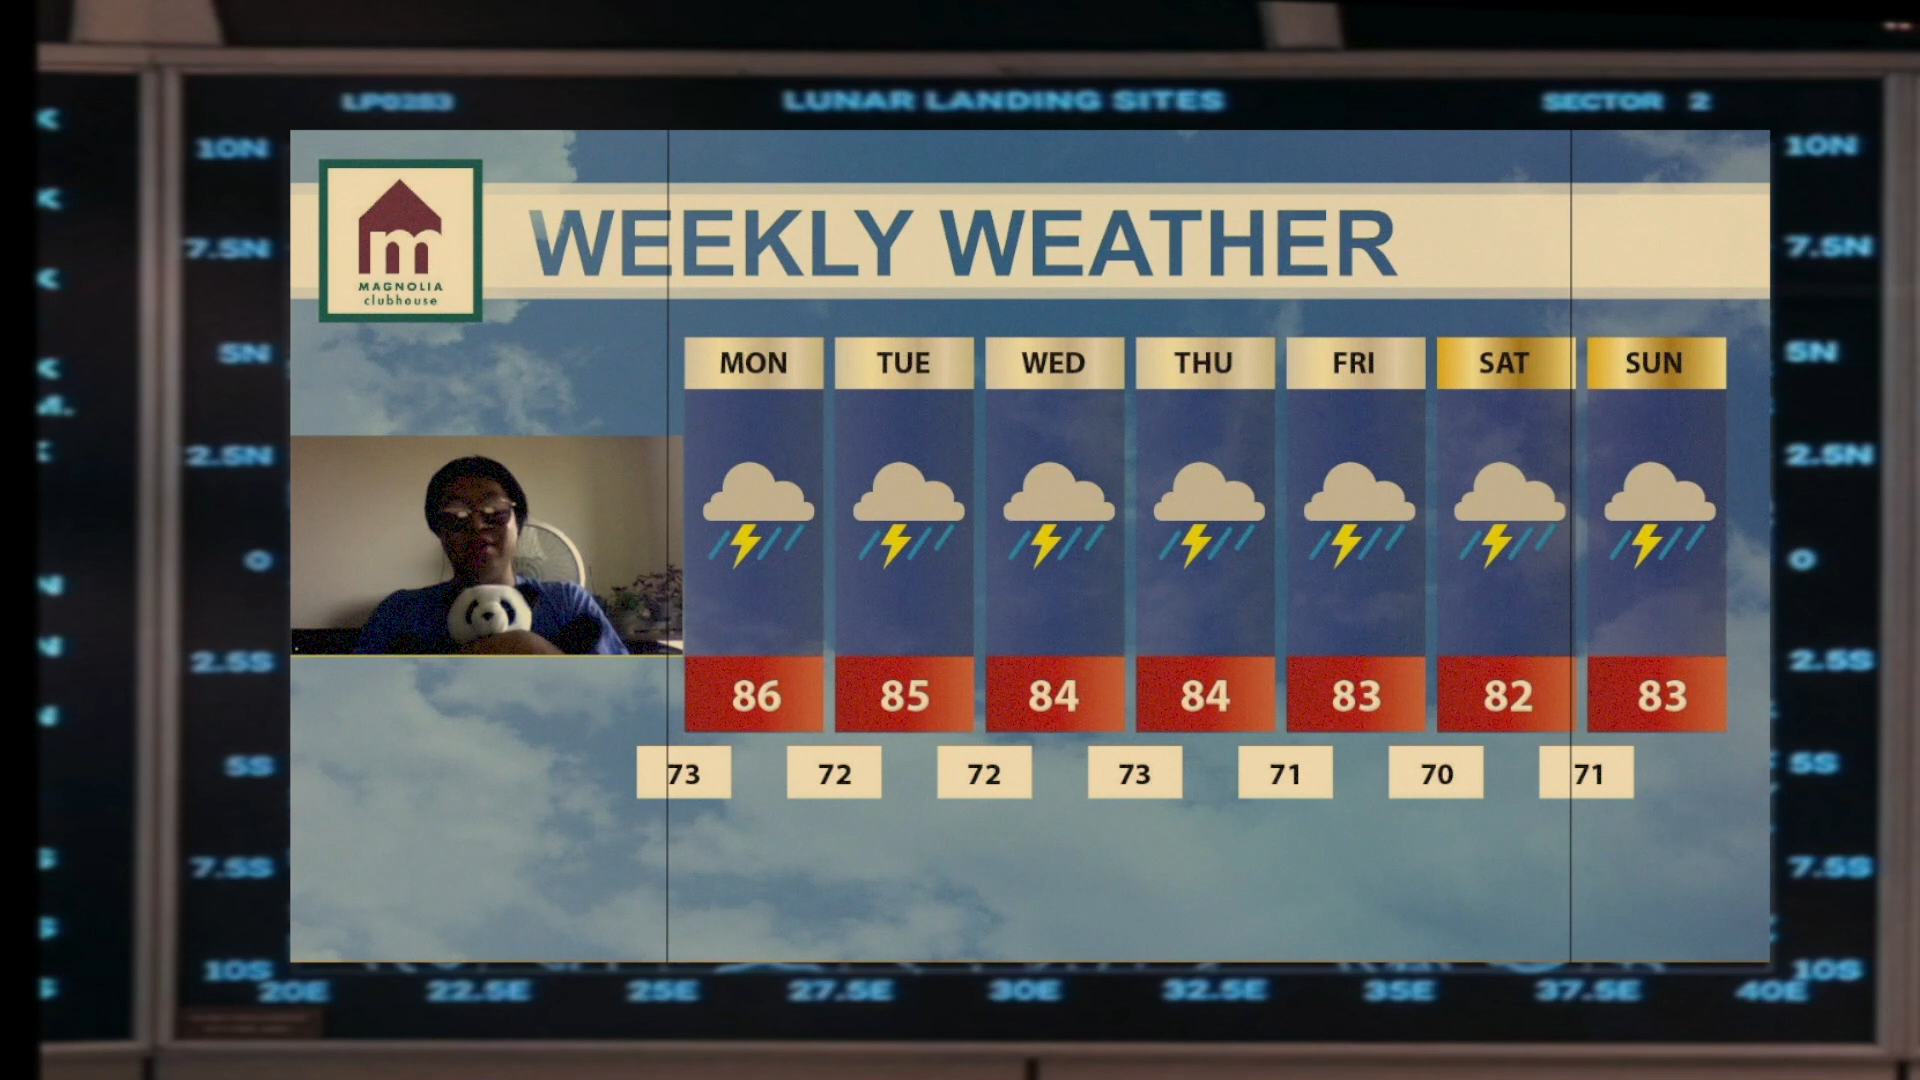 LP0283 LUNAR LANDING SITES SECTOR 2
10N 10N
MAGNOLIA
clubhouse
WEEKLY WEATHER
7.5N 7.5N
5N 5N
MON TUE WED THU FRI SAT SUN
2.5N 2.5N
0 0
2.5S 2.5S
86 85 84 84 83 82 83
5S 5S
73 72 72 73 71 70 71
7.5S 7.5S
10S 10S
20E 22.5E 25E 27.5E 30E 32.5E 35E 37.5E 40E